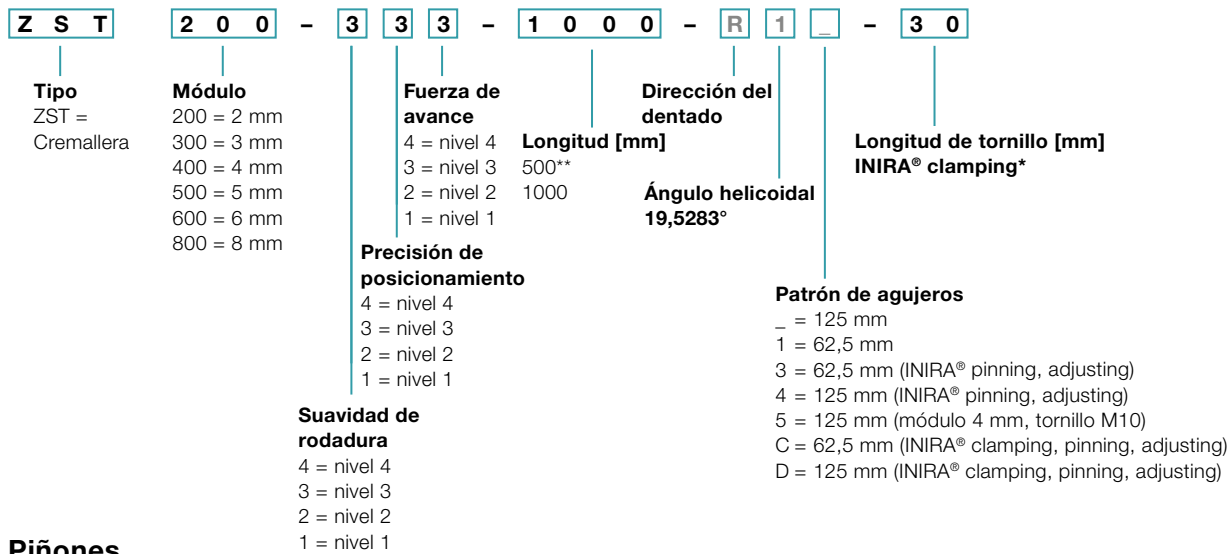 Z S T 2 0 0 – 3 3 3 – 1 0 0 0 – R 1 _ – 3 0
Tipo
ZST =
Cremallera
Módulo
200 = 2 mm
300 = 3 mm
400 = 4 mm
500 = 5 mm
600 = 6 mm
800 = 8 mm
Suavidad de
rodadura
4 = nivel 4
3 = nivel 3
2 = nivel 2
1 = nivel 1
Precisión de
posicionamiento
4 = nivel 4
3 = nivel 3
2 = nivel 2
1 = nivel 1
Fuerza de
avance
4 = nivel 4
3 = nivel 3
2 = nivel 2
1 = nivel 1
Longitud [mm]
500**
1000
Dirección del
dentado
Ángulo helicoidal
19,5283°
Patrón de agujeros
_ = 125 mm
1 = 62,5 mm
3 = 62,5 mm (INIRA® pinning, adjusting)
4 = 125 mm (INIRA® pinning, adjusting)
5 = 125 mm (módulo 4 mm, tornillo M10)
C = 62,5 mm (INIRA® clamping, pinning, adjusting)
D = 125 mm (INIRA® clamping, pinning, adjusting)
Longitud de tornillo [mm]
INIRA® clamping*
Piñones